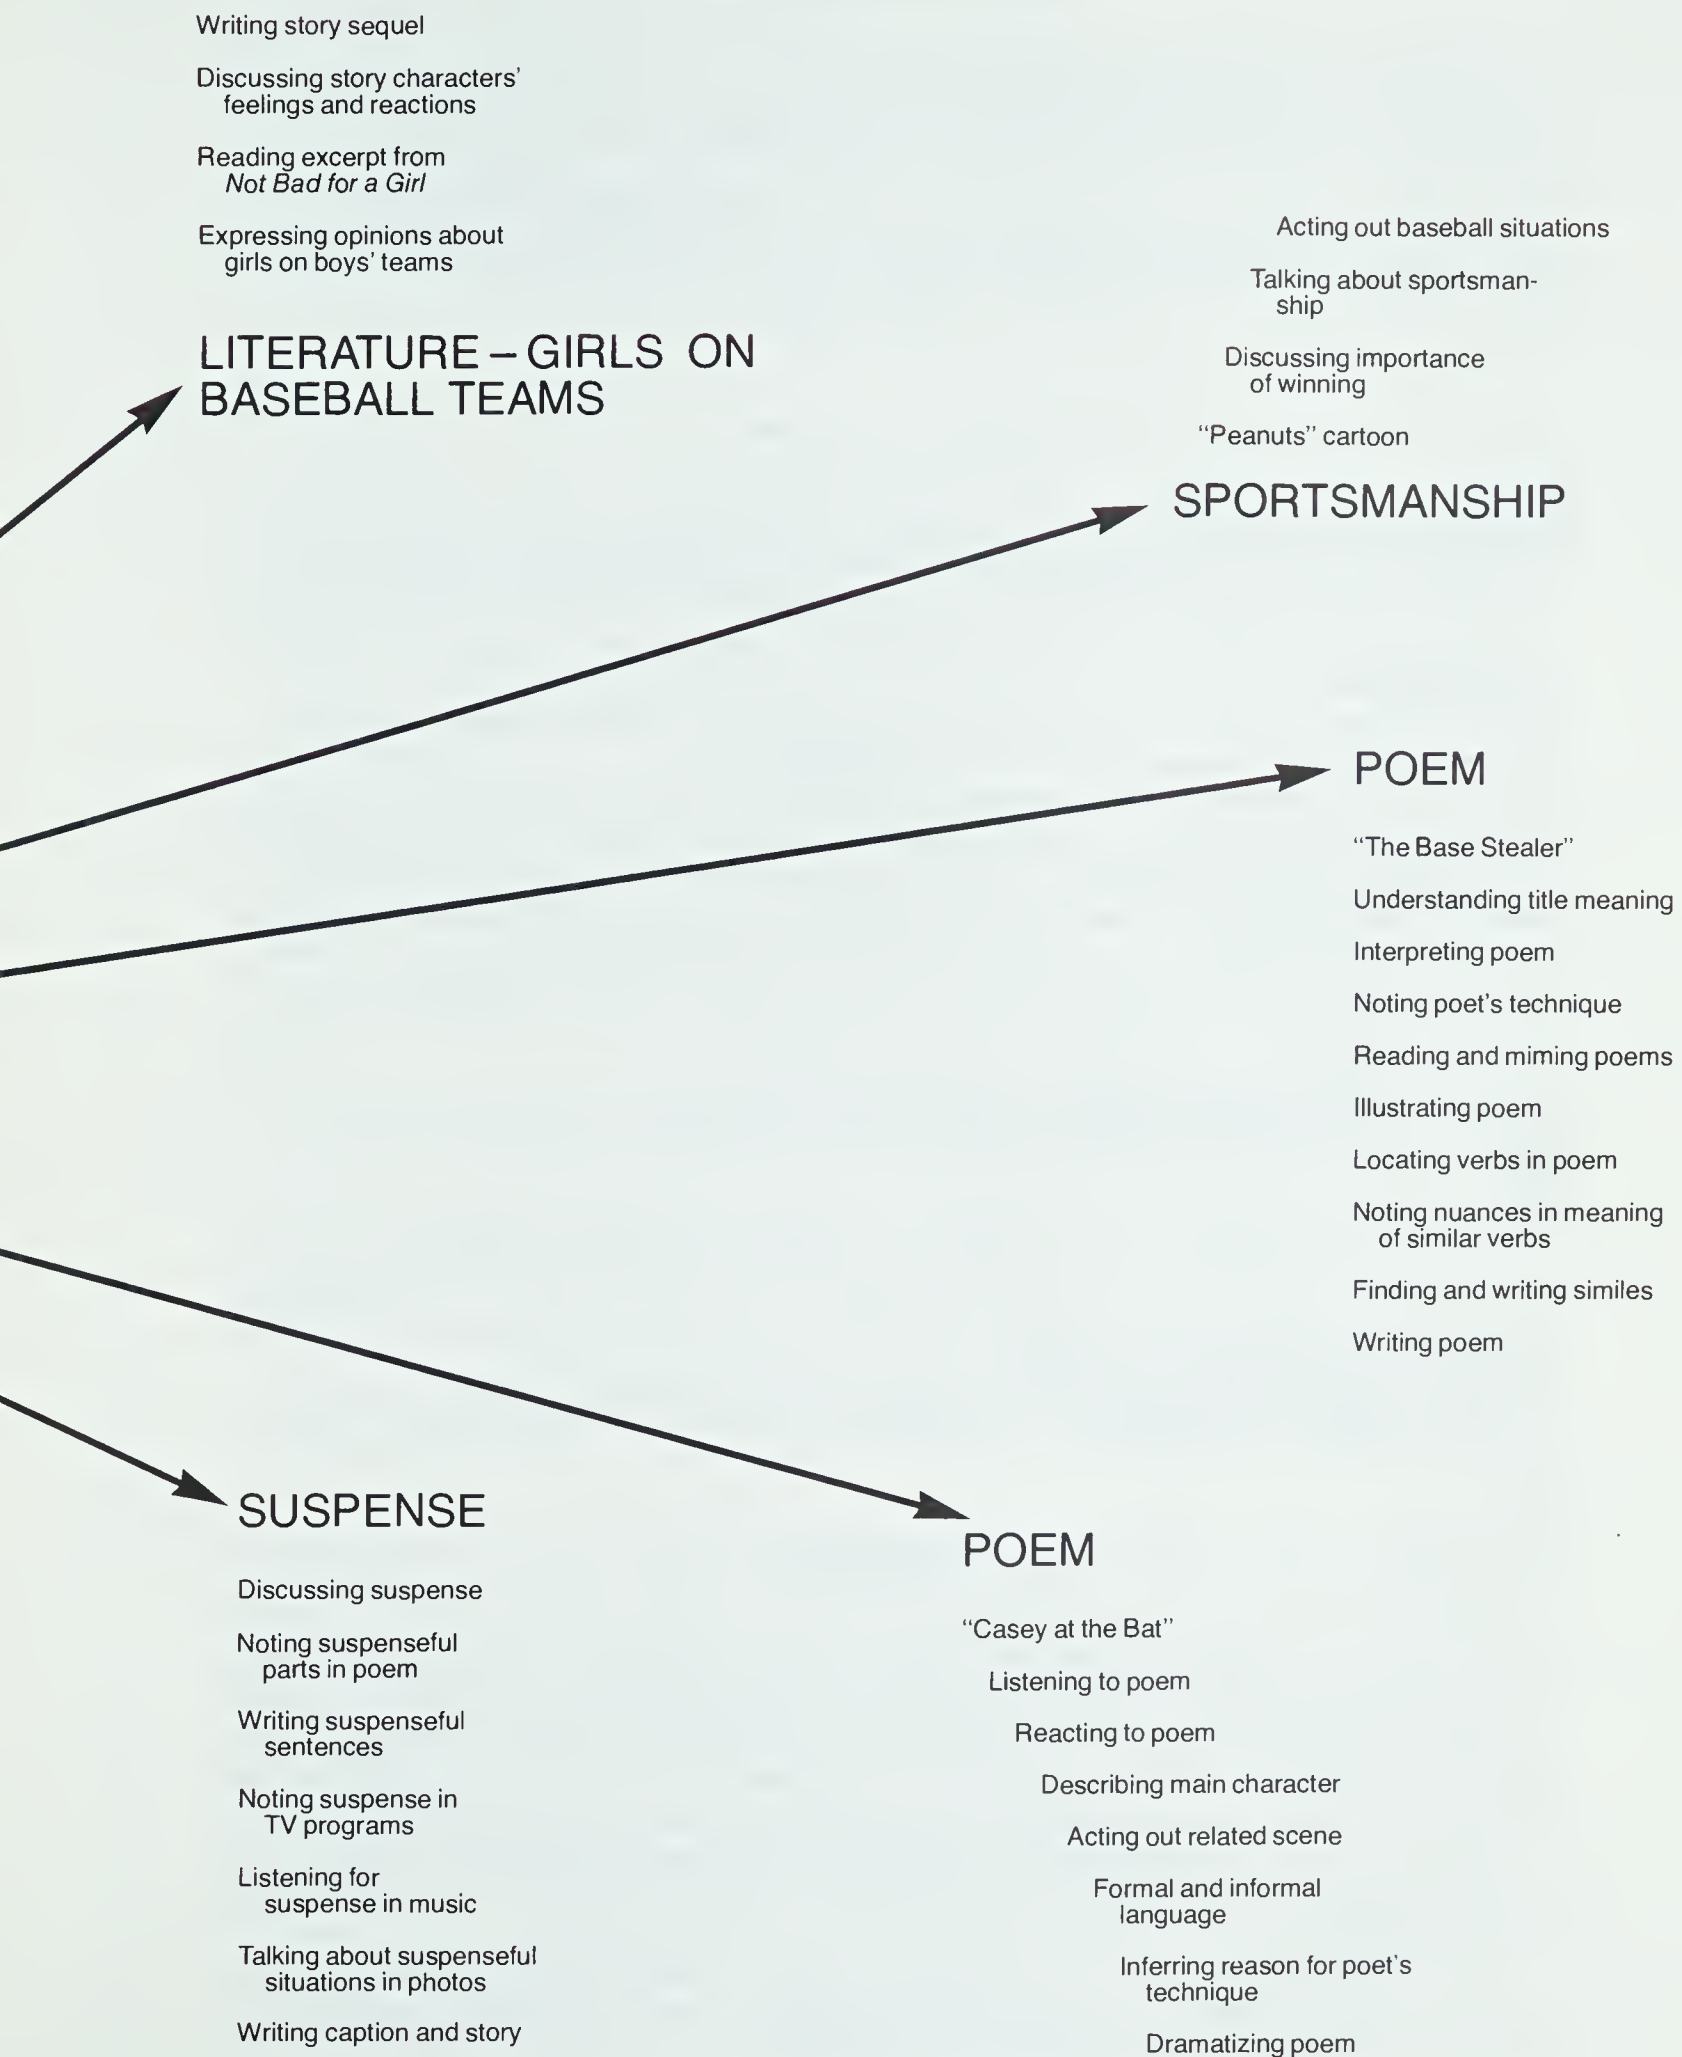 Writing story sequel
Discussing story characters'
feelings and reactions
Reading excerpt from
Not Bad for a Girl
Expressing opinions about
girls on boys' teams
LITERATURE – GIRLS ON
BASEBALL TEAMS
Acting out baseball situations
Talking about sportsman-
ship
Discussing importance
of winning
“Peanuts” cartoon
SPORTSMANSHIP
POEM
“The Base Stealer”
Understanding title meaning
Interpreting poem
Noting poet's technique
Reading and miming poems
Illustrating poem
Locating verbs in poem
Noting nuances in meaning
of similar verbs
Finding and writing similes
Writing poem
SUSPENSE
Discussing suspense
Noting suspenseful
parts in poem
Writing suspenseful
sentences
Noting suspense in
TV programs
Listening for
suspense in music
Talking about suspenseful
situations in photos
Writing caption and story
POEM
“Casey at the Bat”
Listening to poem
Reacting to poem
Describing main character
Acting out related scene
Formal and informal
language
Inferring reason for poet's
technique
Dramatizing poem